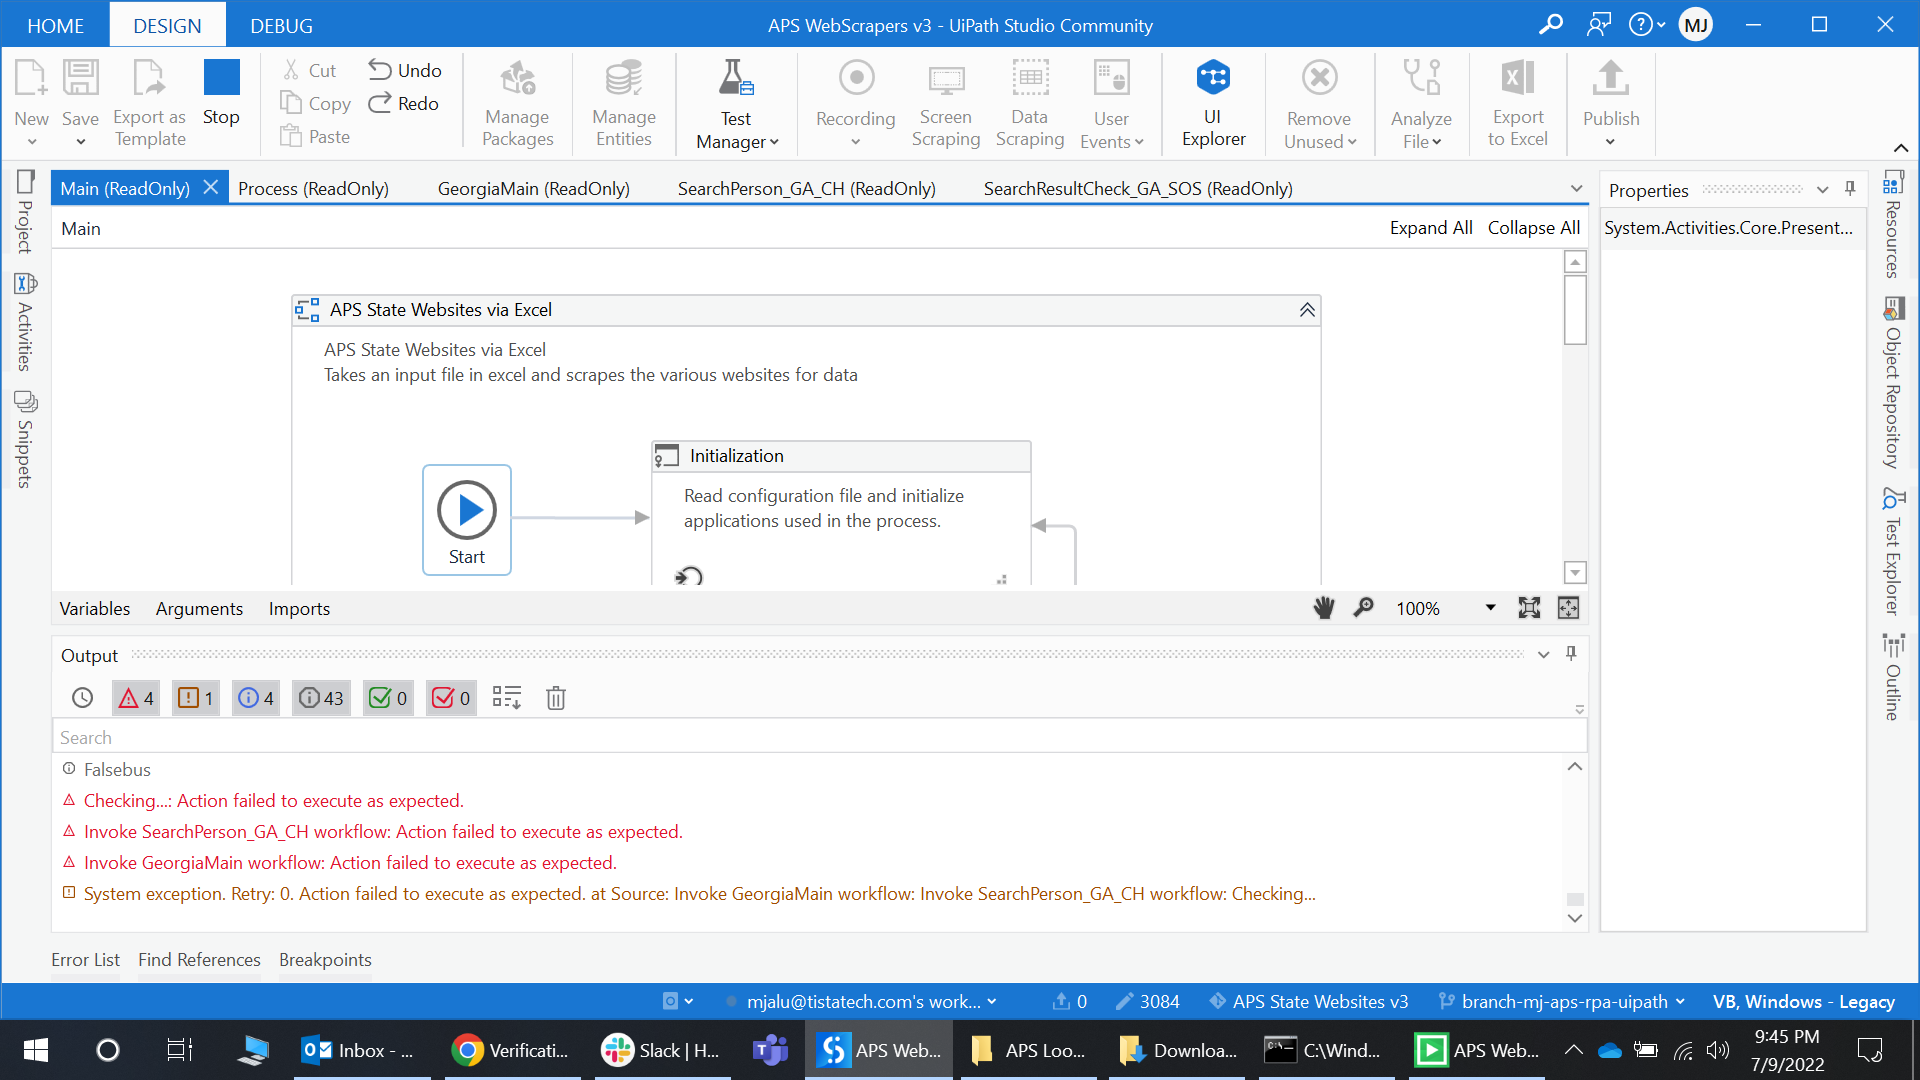 HOME
DESIGN
DEBUG
APS WebScrapers v3 - UiPath Studio Community
MJ
New
Save
Export as
Template
Stop
Cut
Copy
Paste
Undo
Redo
Manage
Packages
Manage
Entities
Test
Manager
Recording
Screen
Scraping
Data
Scraping
User
Events
UI
Explorer
Remove
Unused
Analyze
File
Export
to Excel
Publish
Main (ReadOnly)
Process (ReadOnly)
GeorgiaMain (ReadOnly)
SearchPerson_GA_CH (ReadOnly)
SearchResultCheck_GA_SOS (ReadOnly)
Properties
System.Activities.Core.Present...
Project
Activities
Snippets
Resources
Object Repository
Test Explorer
Outline
Main
Expand All
Collapse All
APS State Websites via Excel
APS State Websites via Excel
Takes an input file in excel and scrapes the various websites for data
Start
Initialization
Read configuration file and initialize
applications used in the process.
Variables
Arguments
Imports
100%
Output
4
1
4
43
0
0
Search
Falsebus
Checking...: Action failed to execute as expected.
Invoke SearchPerson_GA_CH workflow: Action failed to execute as expected.
Invoke GeorgiaMain workflow: Action failed to execute as expected.
System exception. Retry: 0. Action failed to execute as expected. at Source: Invoke GeorgiaMain workflow: Invoke SearchPerson_GA_CH workflow: Checking...
Error List
Find References
Breakpoints
mjalu@tistatech.com's work...
0
3084
APS State Websites v3
branch-mj-aps-rpa-uipath
VB, Windows - Legacy
Inbox - ...
Verificati...
Slack | H...
APS Web...
APS Loo...
Downloa...
C:\Wind...
APS Web...
9:45 PM
7/9/2022